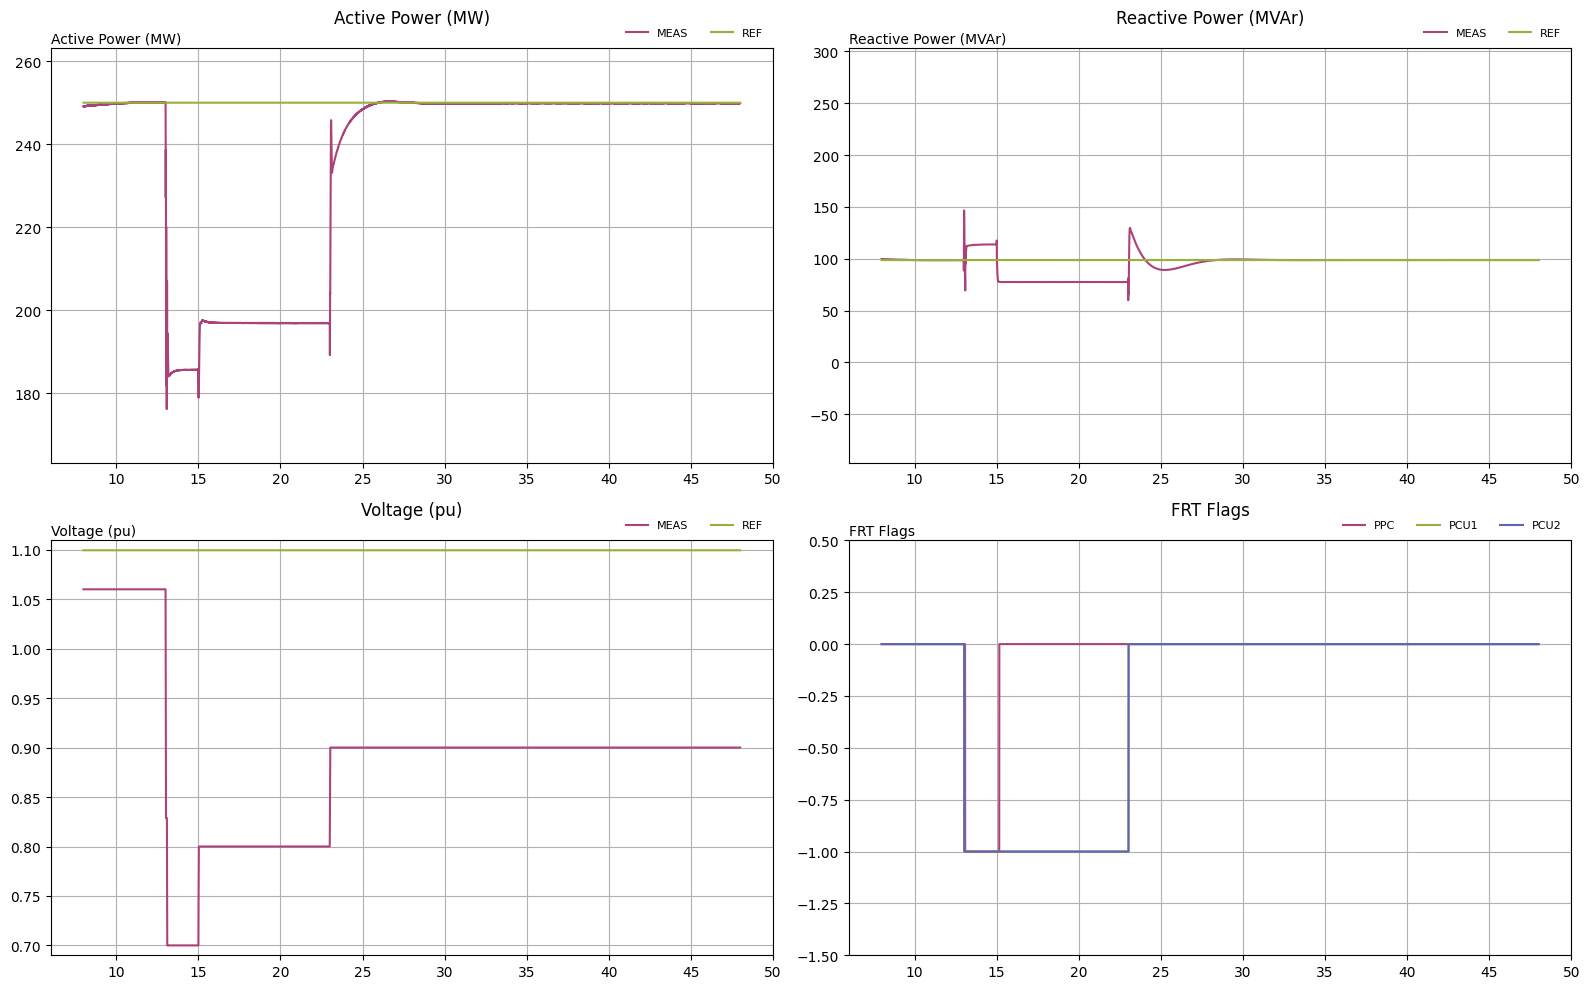 Active Power (MW)
Active Power (MW)
MEAS REF
260
240
220
200
180
10 15 20 25 30 35 40 45 50
Reactive Power (MVAr)
Reactive Power (MVAr)
MEAS REF
300
250
200
150
100
50
0
−50
10 15 20 25 30 35 40 45 50
Voltage (pu)
Voltage (pu)
MEAS REF
1.10
1.05
1.00
0.95
0.90
0.85
0.80
0.75
0.70
10 15 20 25 30 35 40 45 50
FRT Flags
FRT Flags
PPC PCU1 PCU2
0.50
0.25
0.00
−0.25
−0.50
−0.75
−1.00
−1.25
−1.50
10 15 20 25 30 35 40 45 50